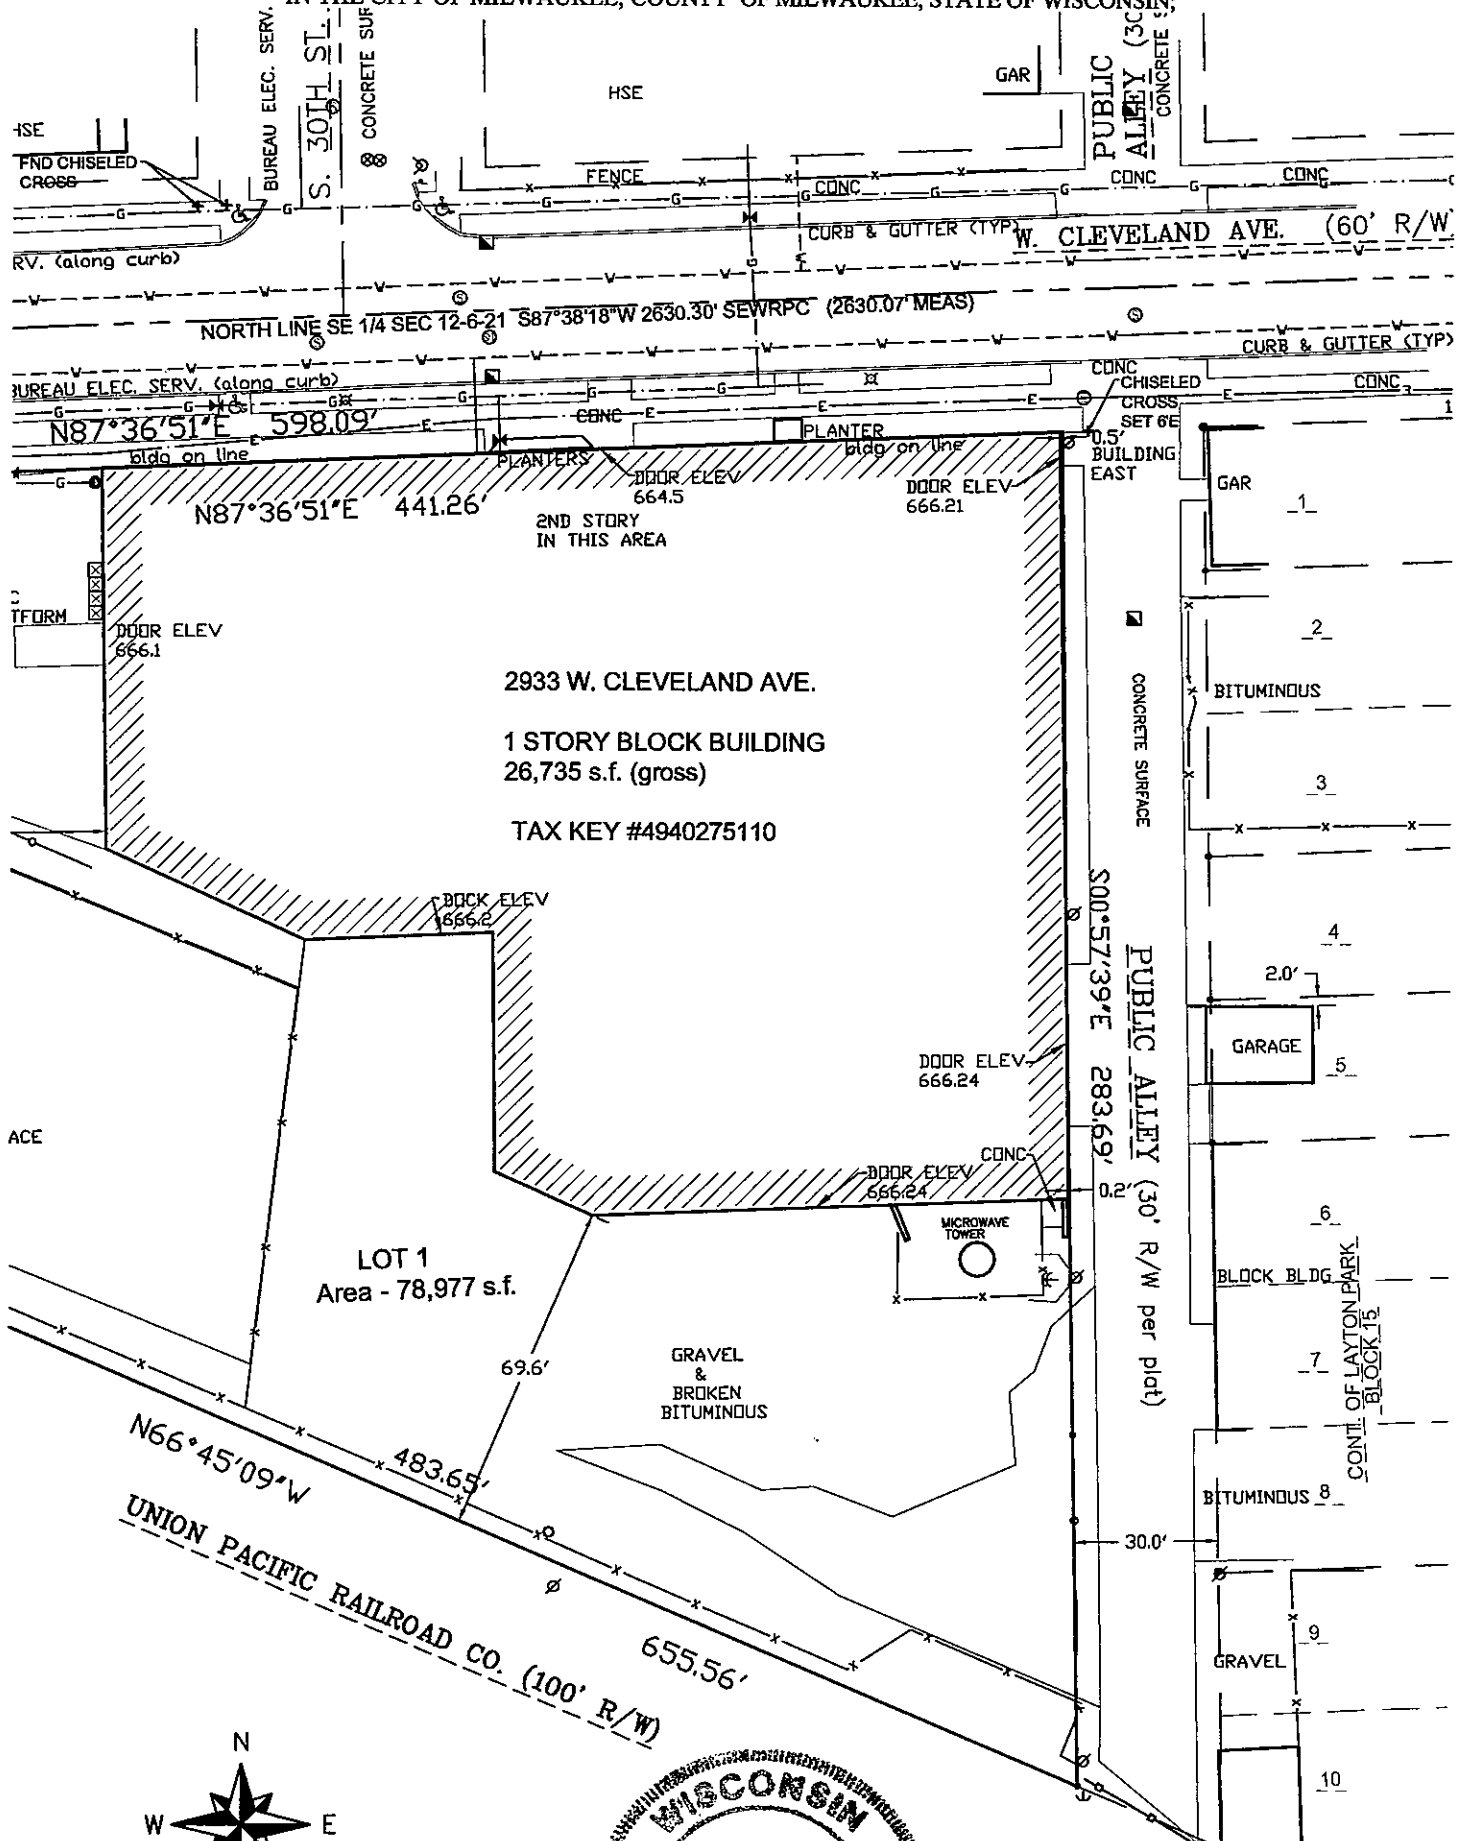 IN THE CITY OF MILWAUKEE, COUNTY OF MILWAUKEE, STATE OF WISCONSIN;
BUREAU ELEC. SERV.
S. 30TH ST.
CONCRETE SUR
HSE
GAR
PUBLIC
ALLEY (30
CONCRETE S
HSE
FND CHISELED
CROSS
FENCE
CONC
CONC
CONC
CURB & GUTTER (TYP)
W. CLEVELAND AVE. (60' R/W)
RV. (along curb)
NORTH LINE SE 1/4 SEC 12-6-21 S87°38'18"W 2630.30' SEWRPC (2630.07' MEAS)
CURB & GUTTER (TYP)
BUREAU ELEC. SERV. (along curb)
CONC
CHISELED
CROSS
SET 6'E
CONC
N87°36'51"E 598.09'
CONC
bldg on line
PLANTERS
PLANTER
bldg on line
0.5'
BUILDING
EAST
DOOR ELEV
664.5
DOOR ELEV
666.21
GAR
1
N87°36'51"E 441.26'
2ND STORY
IN THIS AREA
TFORM
DOOR ELEV
666.1
2
2933 W. CLEVELAND AVE.
BITUMINOUS
1 STORY BLOCK BUILDING
26,735 s.f. (gross)
CONCRETE SURFACE
3
TAX KEY #4940275110
DOCK ELEV
666.2
S00°57'39"E 283.69'
4
2.0'
PUBLIC ALLEY (30' R/W per plat)
GARAGE
5
DOOR ELEV
666.24
ACE
CONC
DOOR ELEV
666.24
0.2'
MICROWAVE
TOWER
6
LOT 1
Area - 78,977 s.f.
BLOCK BLDG
CONT. OF LAYTON PARK
BLOCK 15
69.6'
GRAVEL
&
BROKEN
BITUMINOUS
7
N66°45'09"W
483.65'
BITUMINOUS 8
UNION PACIFIC RAILROAD CO. (100' R/W)
30.0'
655.56'
9
GRAVEL
N
W E
WISCONSIN
10